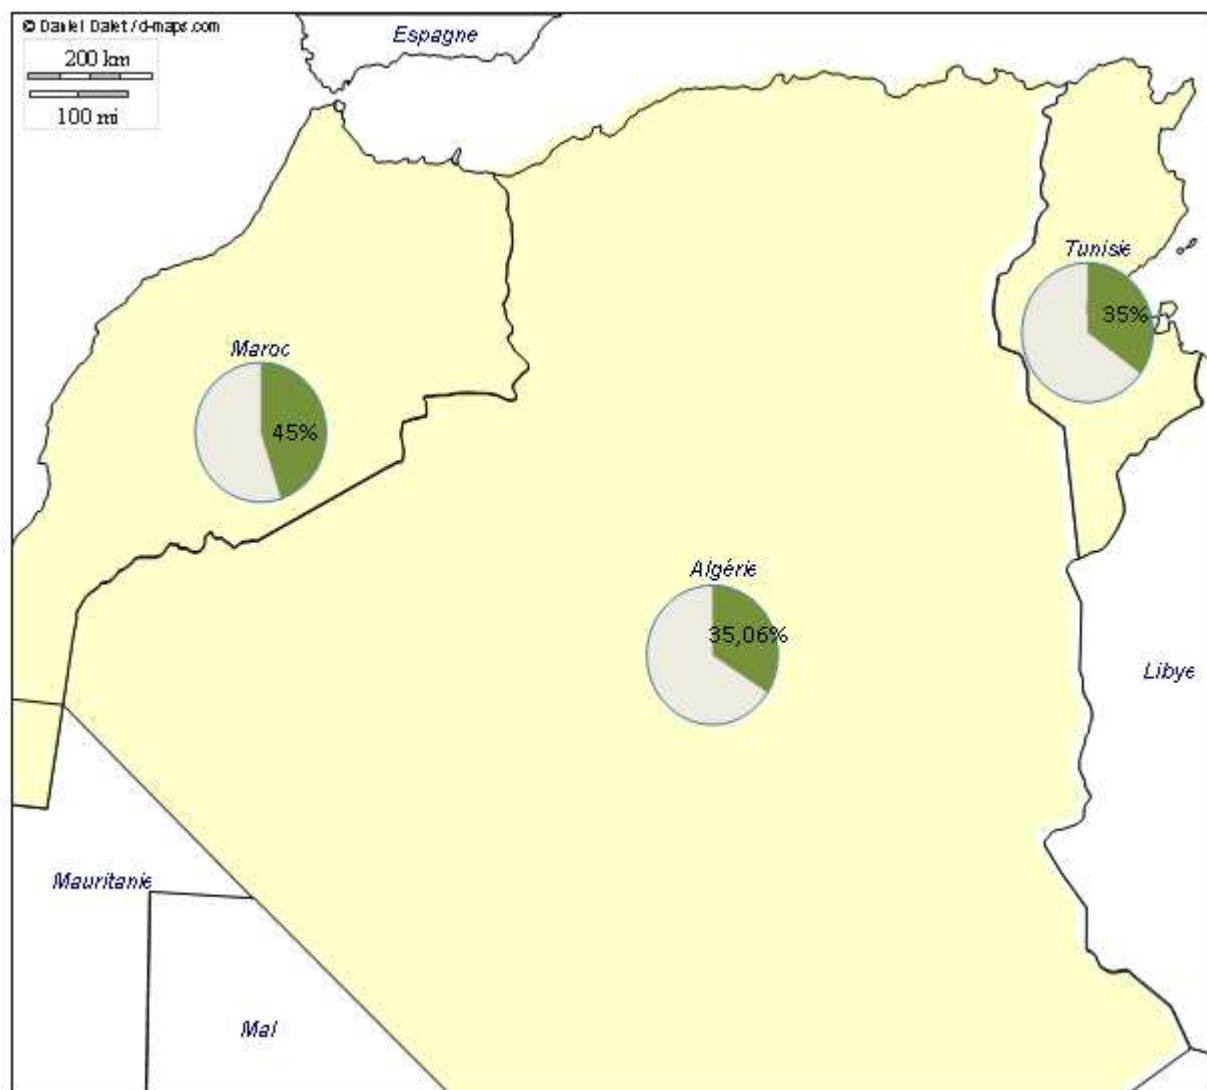 © Daniel Dalet / d-maps.com
200 km
100 mi
Espagne
Tunisie
35%
Maroc
45%
Algérie
35,06%
Libye
Mauritanie
Mal